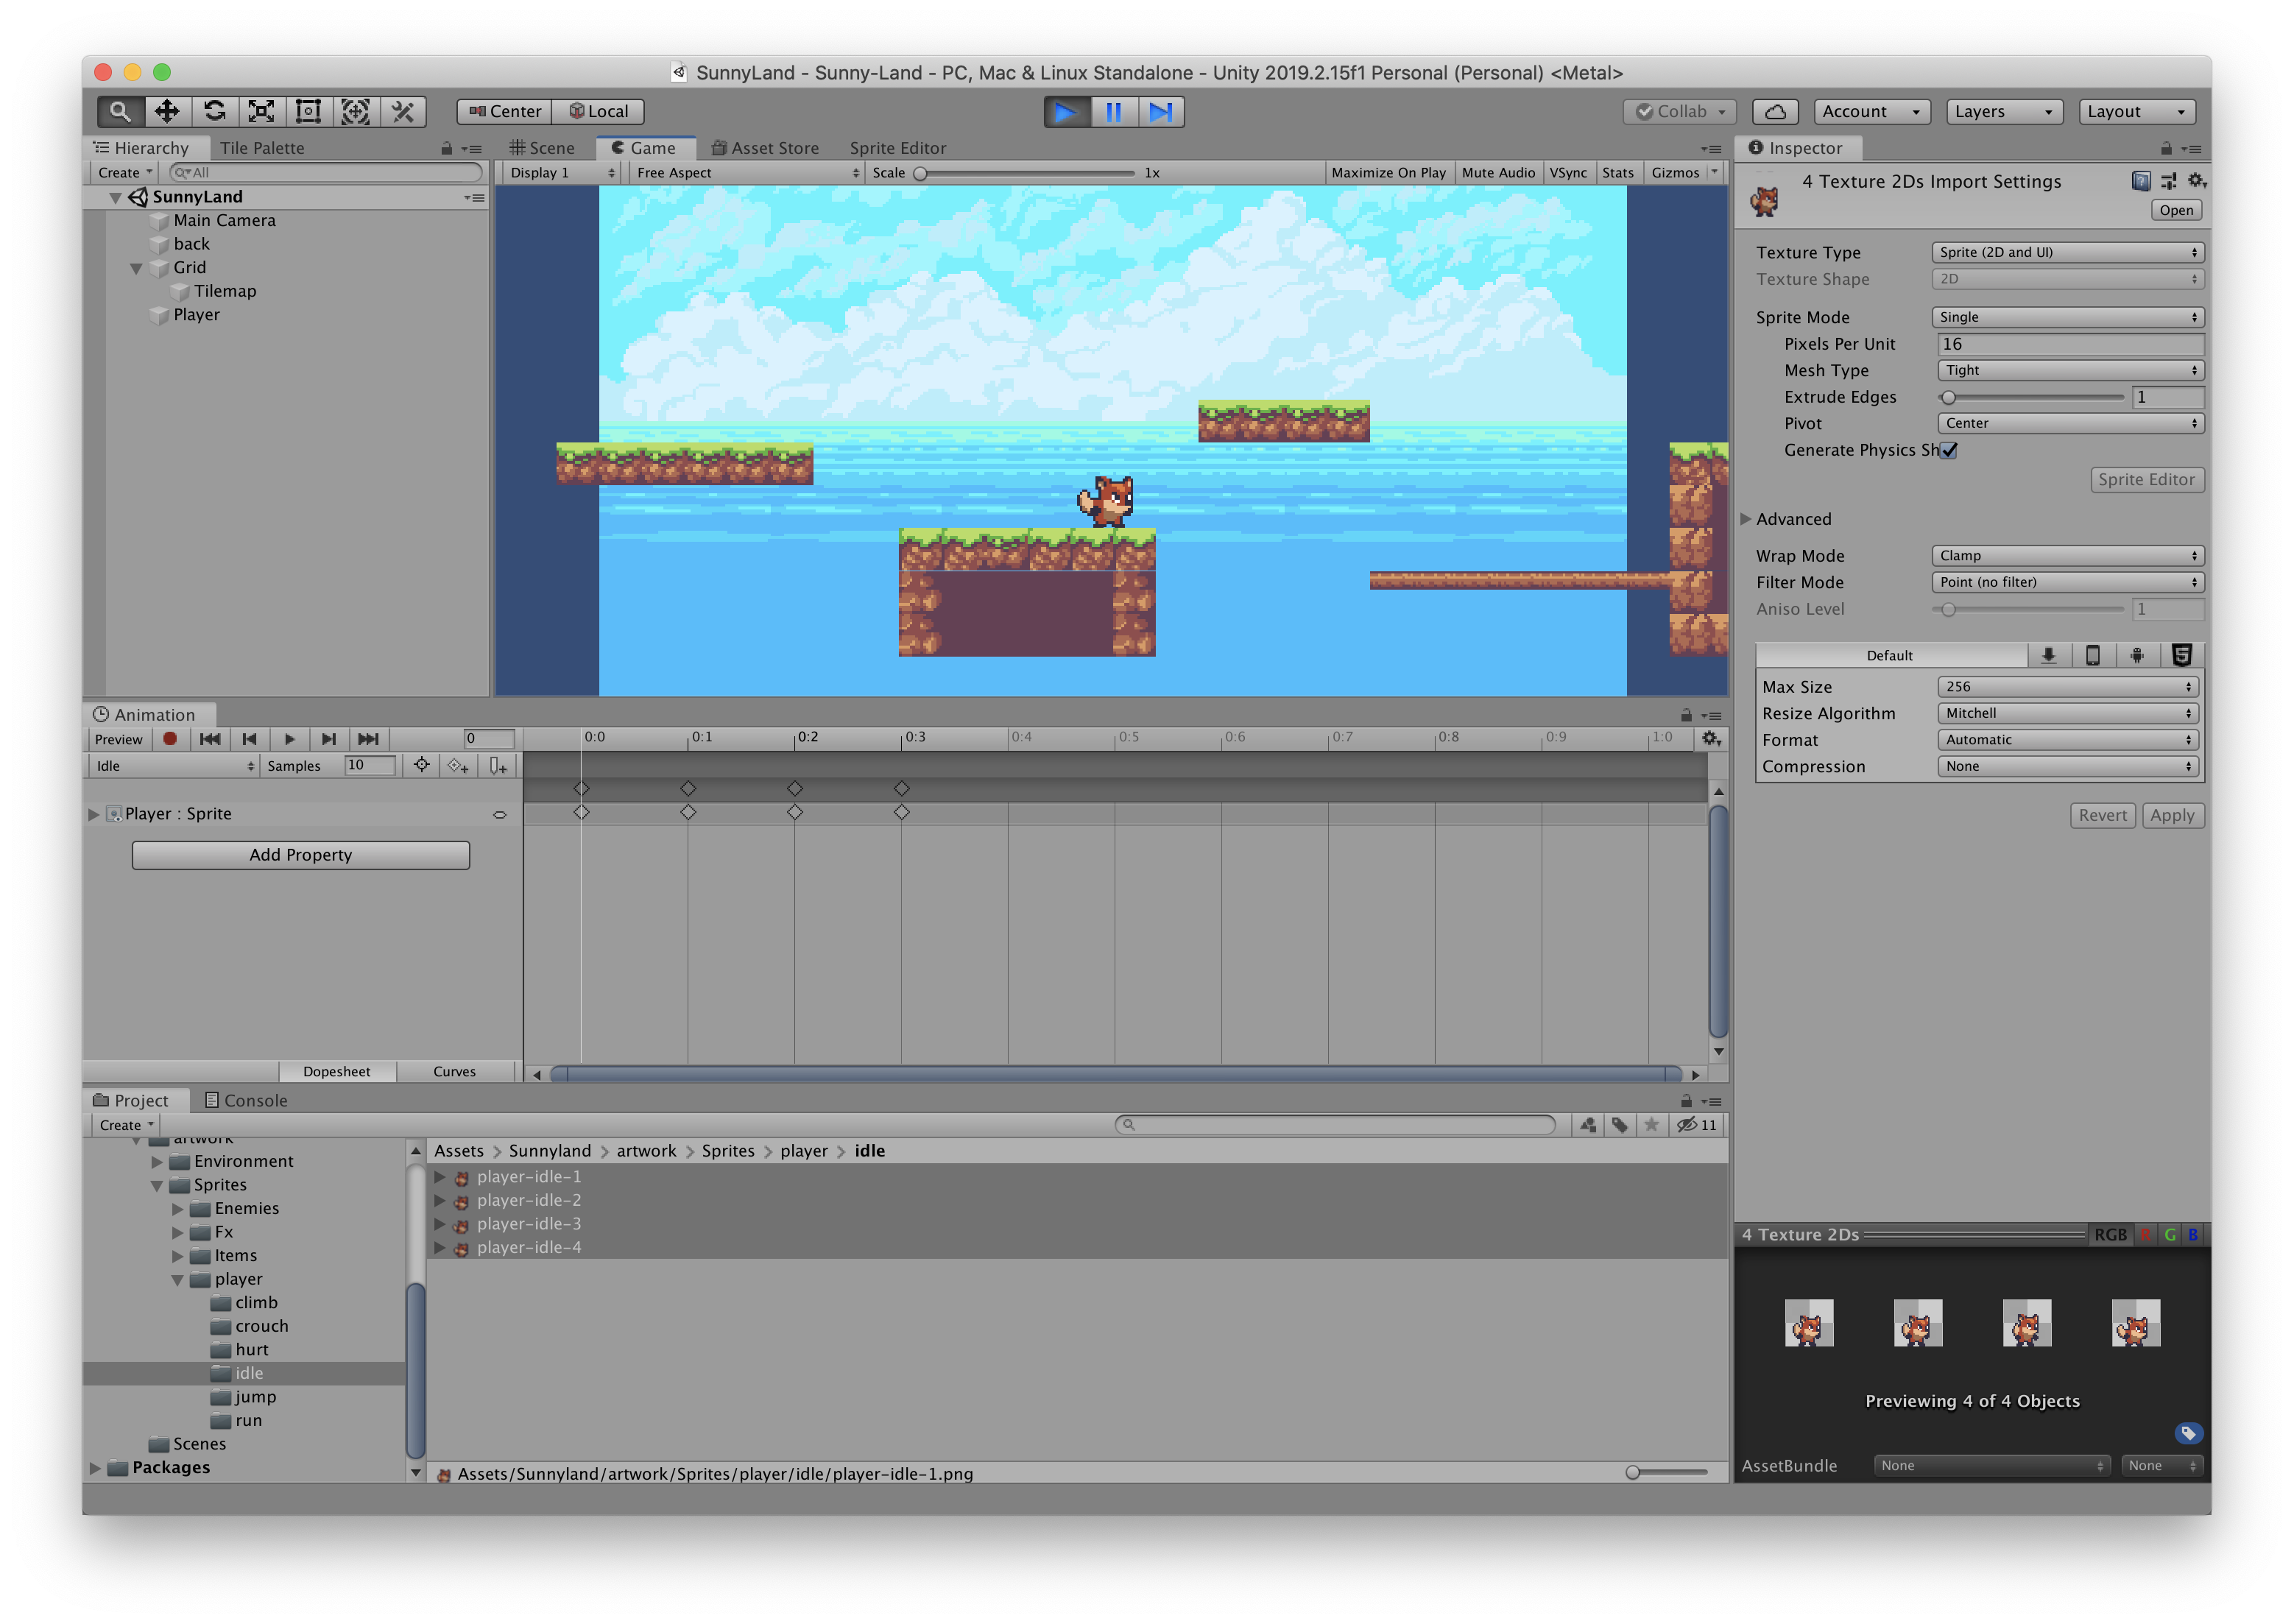 SunnyLand - Sunny-Land - PC, Mac & Linux Standalone - Unity 2019.2.15f1 Personal (Personal) <Metal>
Center Local Collab Account Layers Layout
Hierarchy Tile Palette
Create All
SunnyLand
Main Camera
back
Grid
Tilemap
Player
Scene Game Asset Store Sprite Editor
Display 1 Free Aspect Scale 1x Maximize On Play Mute Audio VSync Stats Gizmos
Inspector
4 Texture 2Ds Import Settings
Open
Texture Type Sprite (2D and UI)
Texture Shape 2D
Sprite Mode Single
Pixels Per Unit 16
Mesh Type Tight
Extrude Edges 1
Pivot Center
Generate Physics Sh
Sprite Editor
Advanced
Wrap Mode Clamp
Filter Mode Point (no filter)
Aniso Level 1
Default
Max Size 256
Resize Algorithm Mitchell
Format Automatic
Compression None
Revert Apply
Animation
Preview 0 0:0 0:1 0:2 0:3 0:4 0:5 0:6 0:7 0:8 0:9 1:0
Idle Samples 10
Player : Sprite
Add Property
Dopesheet Curves
Project Console
Create 11
artwork
Environment
Sprites
Enemies
Fx
Items
player
climb
crouch
hurt
idle
jump
run
Scenes
Packages
Assets > Sunnyland > artwork > Sprites > player > idle
player-idle-1
player-idle-2
player-idle-3
player-idle-4
Assets/Sunnyland/artwork/Sprites/player/idle/player-idle-1.png
4 Texture 2Ds RGB R G B
Previewing 4 of 4 Objects
AssetBundle None None